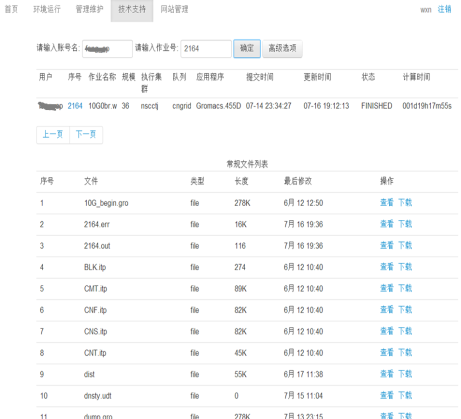 首页 环境运行 管理维护 技术支持 网站管理 wxn 注销
请输入账号名: 请输入作业号: 2164 确定 高级选项
用户 序号 作业名称 规模 执行集群 队列 应用程序 提交时间 更新时间 状态 计算时间
2164 10G0br.w 36 nscctj cngrid Gromacs.455D 07-14 23:34:27 07-16 19:12:13 FINISHED 001d19h17m55s
上一页 下一页
常规文件列表
序号 文件 类型 长度 最后修改 操作
1 10G_begin.gro file 278K 6月 12 12:50 查看 下载
2 2164.err file 16K 7月 16 19:36 查看 下载
3 2164.out file 116 7月 16 19:36 查看 下载
4 BLK.itp file 274 6月 12 10:40 查看 下载
5 CMT.itp file 89K 6月 12 10:40 查看 下载
6 CNF.itp file 82K 6月 12 10:40 查看 下载
7 CNS.itp file 82K 6月 12 10:40 查看 下载
8 CNT.itp file 45K 6月 12 10:40 查看 下载
9 dist file 55K 6月 17 11:38 查看 下载
10 dnsty.udt file 0 7月 15 11:04 查看 下载
11 dump.gro file 278K 7月 13 23:15 查看 下载